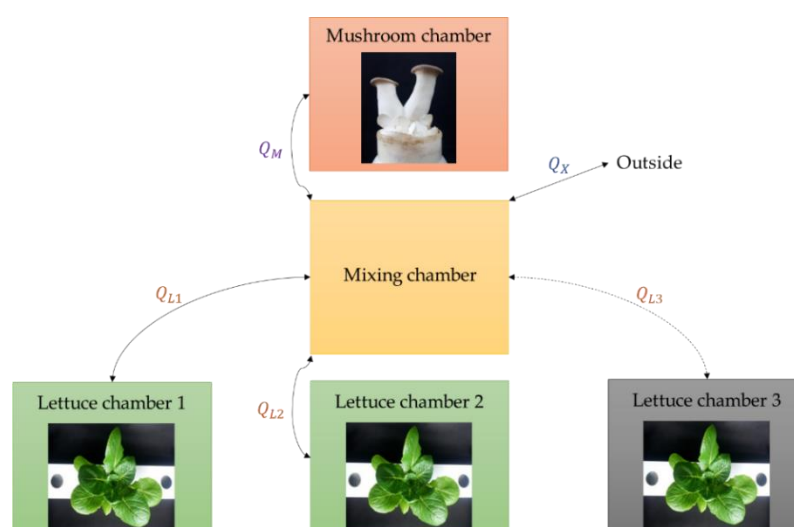 Mushroom chamber
Q_M
Q_X
Outside
Mixing chamber
Q_L1
Q_L3
Lettuce chamber 1
Q_L2
Lettuce chamber 2
Lettuce chamber 3